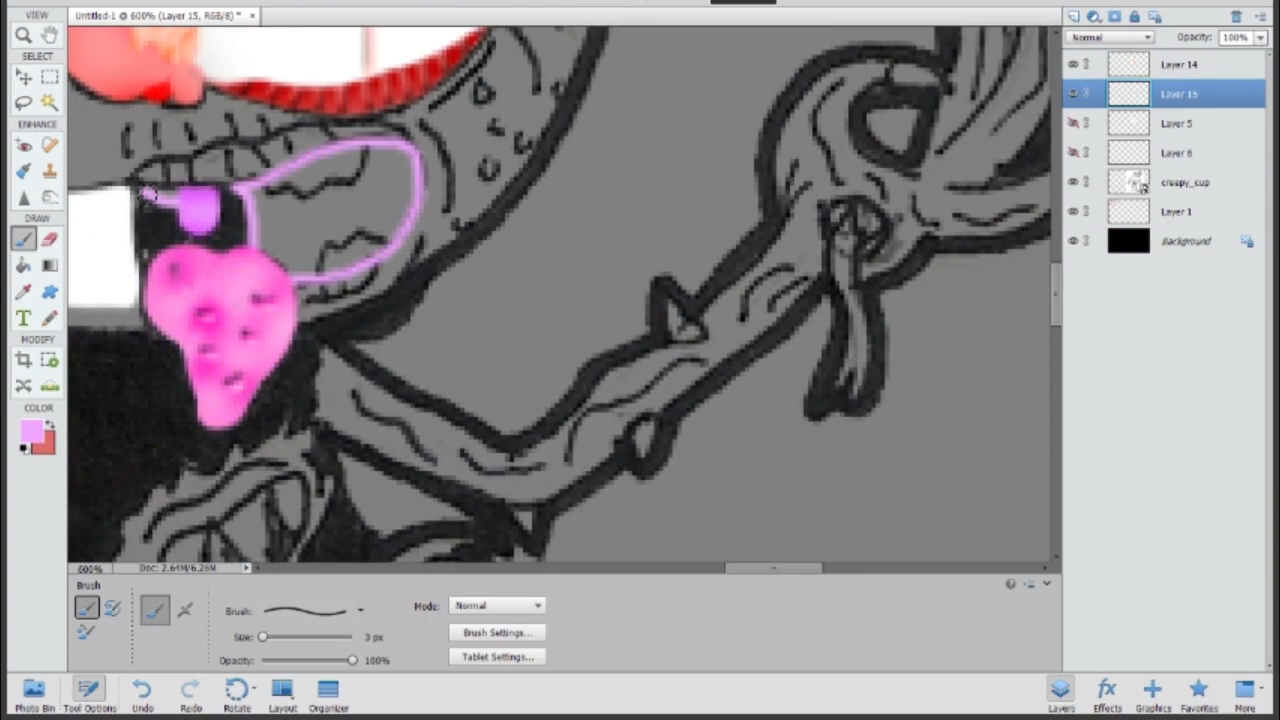 VIEW
Untitled-1 @ 600% (Layer 15, RGB/8) * ×
SELECT
ENHANCE
DRAW
T
MODIFY
COLOR
Normal
Opacity: 100%
Layer 14
Layer 15
Layer 5
Layer 6
creepy_cup
Layer 1
Background
600%
Doc: 2.64M/6.26M
Brush
Brush:
Size:
3 px
Opacity:
100%
Mode: Normal
Brush Settings...
Tablet Settings...
Photo Bin
Tool Options
Undo
Redo
Rotate
Layout
Organizer
Layers
fx
Effects
Graphics
Favorites
More